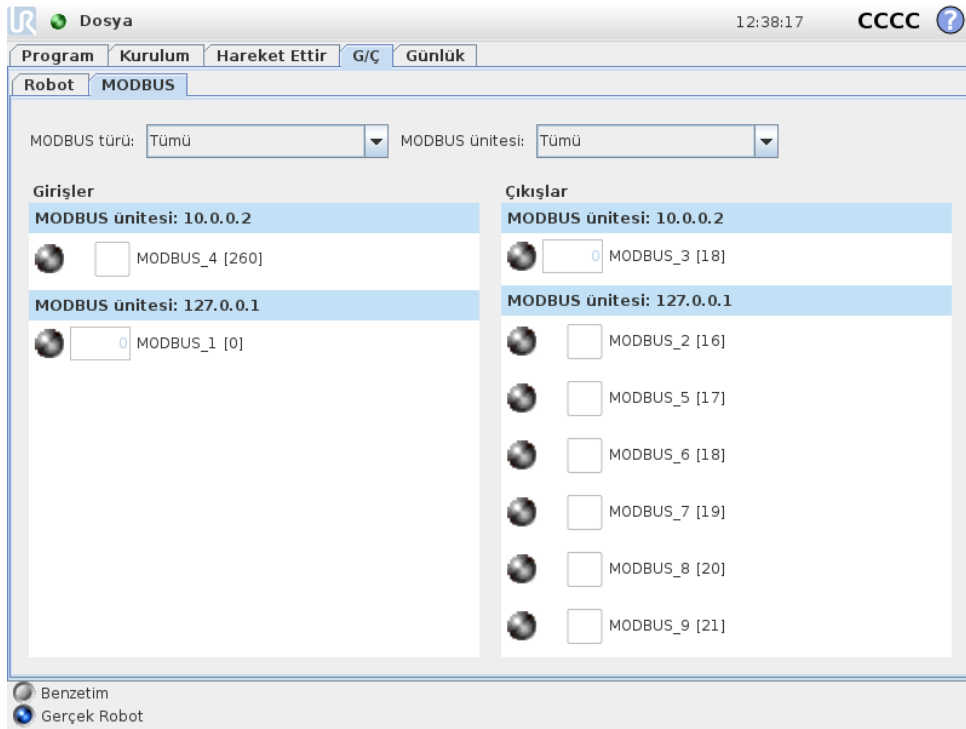 UR Dosya 12:38:17 CCCC ?
Program Kurulum Hareket Ettir G/Ç Günlük
Robot MODBUS
MODBUS türü: Tümü MODBUS ünitesi: Tümü
Girişler
MODBUS ünitesi: 10.0.0.2
MODBUS_4 [260]
MODBUS ünitesi: 127.0.0.1
0 MODBUS_1 [0]
Çıkışlar
MODBUS ünitesi: 10.0.0.2
0 MODBUS_3 [18]
MODBUS ünitesi: 127.0.0.1
MODBUS_2 [16]
MODBUS_5 [17]
MODBUS_6 [18]
MODBUS_7 [19]
MODBUS_8 [20]
MODBUS_9 [21]
Benzetim
Gerçek Robot